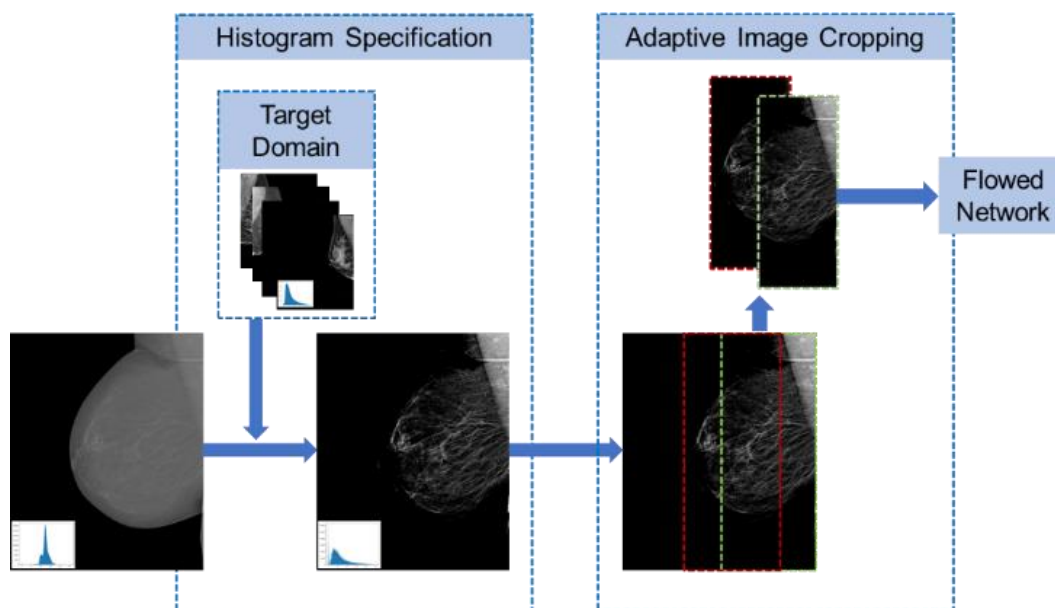 Histogram Specification
Adaptive Image Cropping
Target
Domain
Flowed
Network